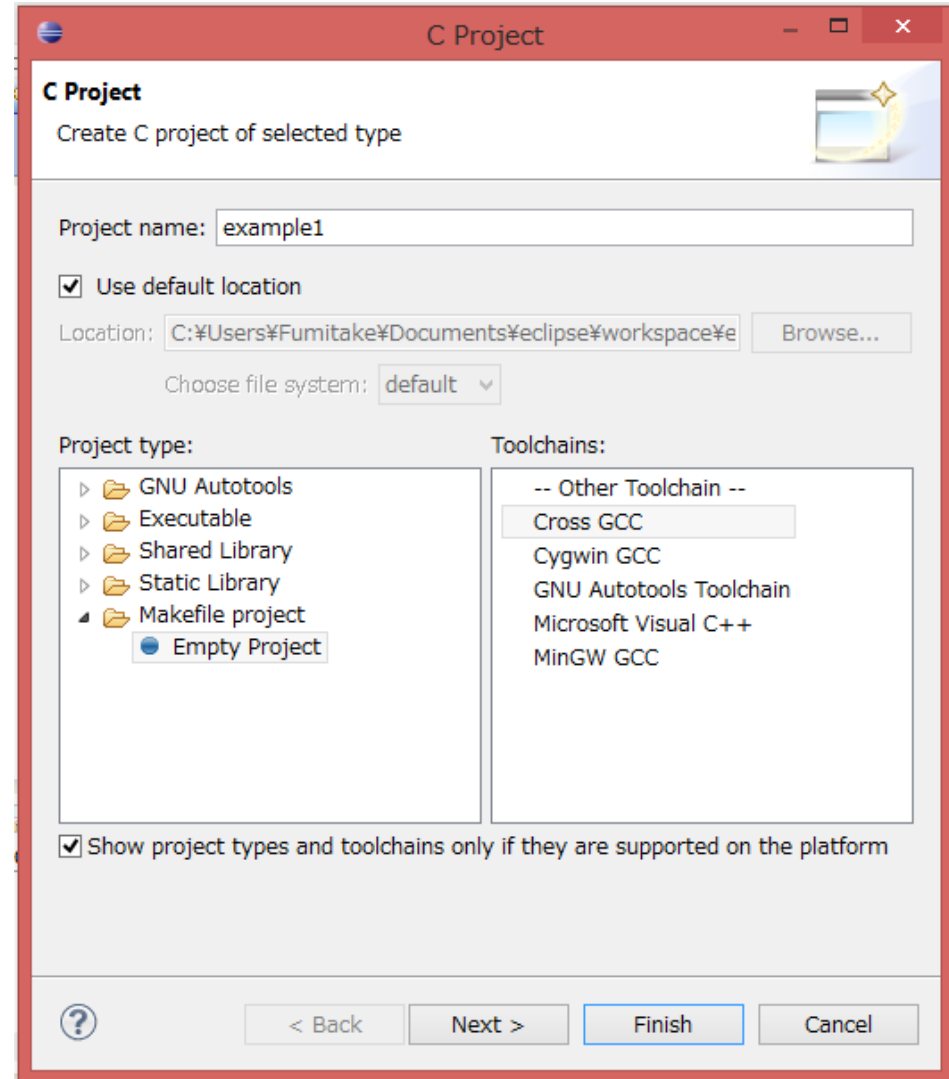 C Project
C Project
Create C project of selected type
Project name: example1
Use default location
Location: C:¥Users¥Fumitake¥Documents¥eclipse¥workspace¥e Browse...
Choose file system: default
Project type: Toolchains:
GNU Autotools -- Other Toolchain --
Executable Cross GCC
Shared Library Cygwin GCC
Static Library GNU Autotools Toolchain
Makefile project Microsoft Visual C++
Empty Project MinGW GCC
Show project types and toolchains only if they are supported on the platform
? < Back Next > Finish Cancel